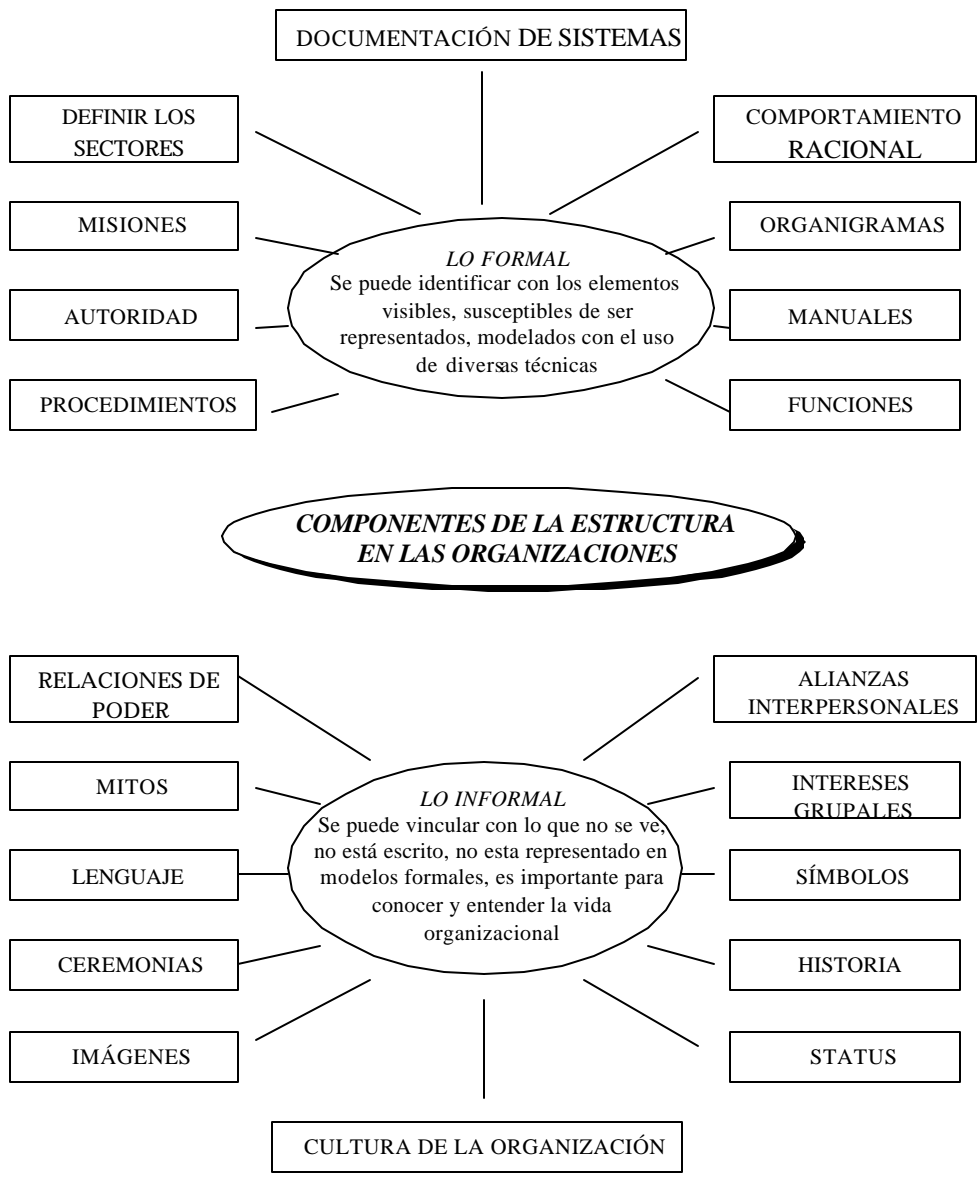 DOCUMENTACIÓN DE SISTEMAS
DEFINIR LOS
SECTORES
COMPORTAMIENTO
RACIONAL
MISIONES
ORGANIGRAMAS
LO FORMAL
Se puede identificar con los elementos
visibles, susceptibles de ser
representados, modelados con el uso
de diversas técnicas
AUTORIDAD
MANUALES
PROCEDIMIENTOS
FUNCIONES
COMPONENTES DE LA ESTRUCTURA
EN LAS ORGANIZACIONES
RELACIONES DE
PODER
ALIANZAS
INTERPERSONALES
MITOS
INTERESES
GRUPALES
LO INFORMAL
Se puede vincular con lo que no se ve,
no está escrito, no esta representado en
modelos formales, es importante para
conocer y entender la vida
organizacional
LENGUAJE
SÍMBOLOS
CEREMONIAS
HISTORIA
IMÁGENES
STATUS
CULTURA DE LA ORGANIZACIÓN